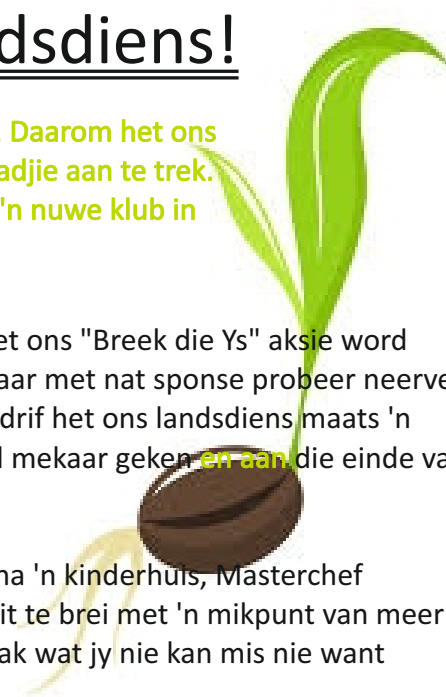 dsdiens!
. Daarom het ons
adjie aan te trek.
'n nuwe klub in
et ons "Breek die Ys" aksie word
aar met nat sponse probeer neerve
drif het ons landsdiens maats 'n
mekaar geken en aan die einde va
na 'n kinderhuis, Masterchef
it te brei met 'n mikpunt van meer
ak wat jy nie kan mis nie want